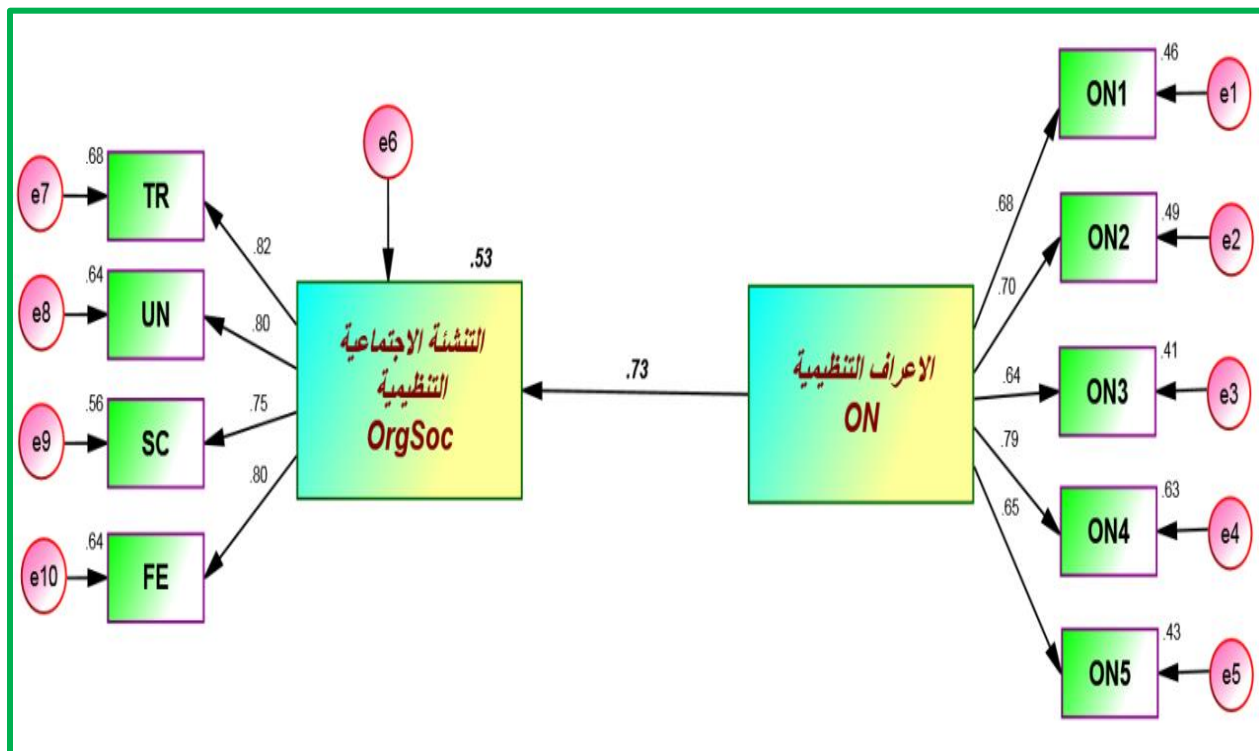 e7
.68
TR
.82
e8
.64
UN
.80
e9
.56
SC
.75
e10
.64
FE
.80
e6
.53
التنشئة الاجتماعية
التنظيمية
OrgSoc
.73
الاعراف التنظيمية
ON
.68
ON1
.46
e1
.70
ON2
.49
e2
.64
ON3
.41
e3
.79
ON4
.63
e4
.65
ON5
.43
e5